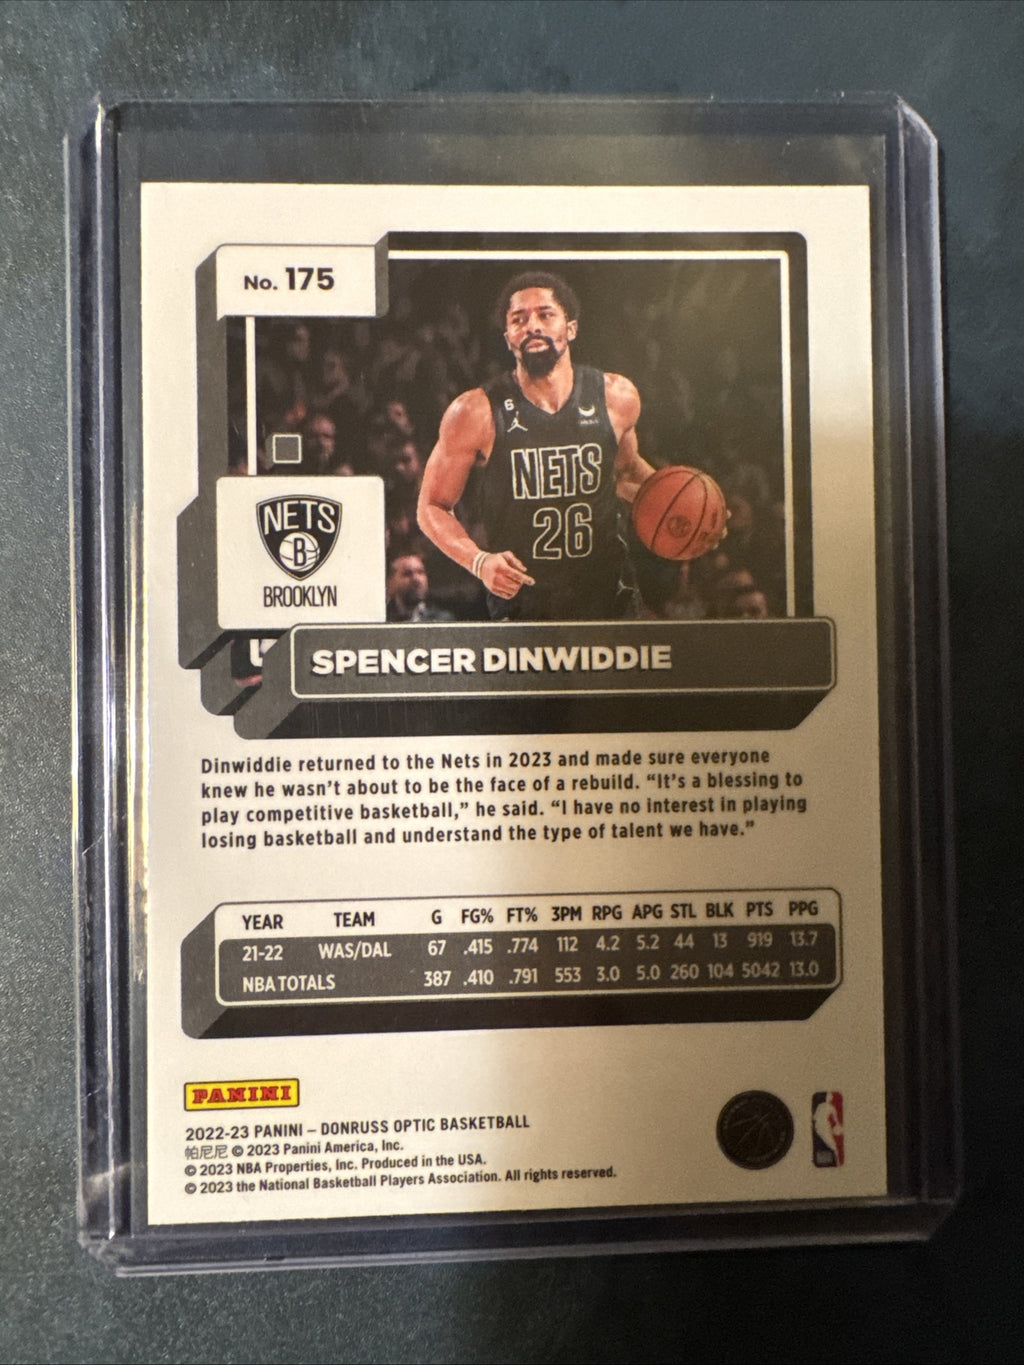 No. 175
6
NETS
26
NETS
B
BROOKLYN
SPENCER DINWIDDIE
Dinwiddie returned to the Nets in 2023 and made sure everyone
knew he wasn't about to be the face of a rebuild. “It's a blessing to
play competitive basketball,” he said. “I have no interest in playing
losing basketball and understand the type of talent we have.”
YEAR TEAM G FG% FT% 3PM RPG APG STL BLK PTS PPG
21-22 WAS/DAL 67 .415 .774 112 4.2 5.2 44 13 919 13.7
NBA TOTALS 387 .410 .791 553 3.0 5.0 260 104 5042 13.0
PANINI
2022-23 PANINI – DONRUSS OPTIC BASKETBALL
帕尼尼 © 2023 Panini America, Inc.
© 2023 NBA Properties, Inc. Produced in the USA.
© 2023 the National Basketball Players Association. All rights reserved.